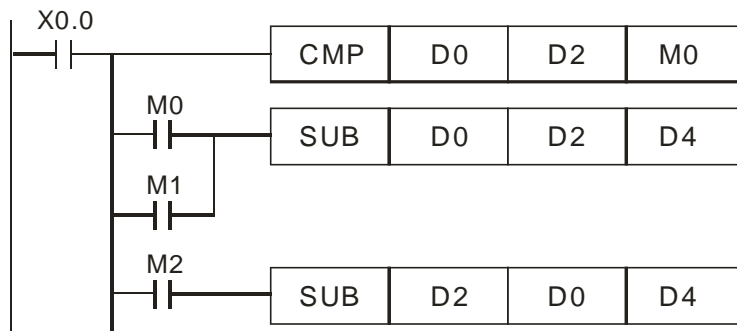 X0.0
CMP D0 D2 M0
M0
SUB D0 D2 D4
M1
M2
SUB D2 D0 D4